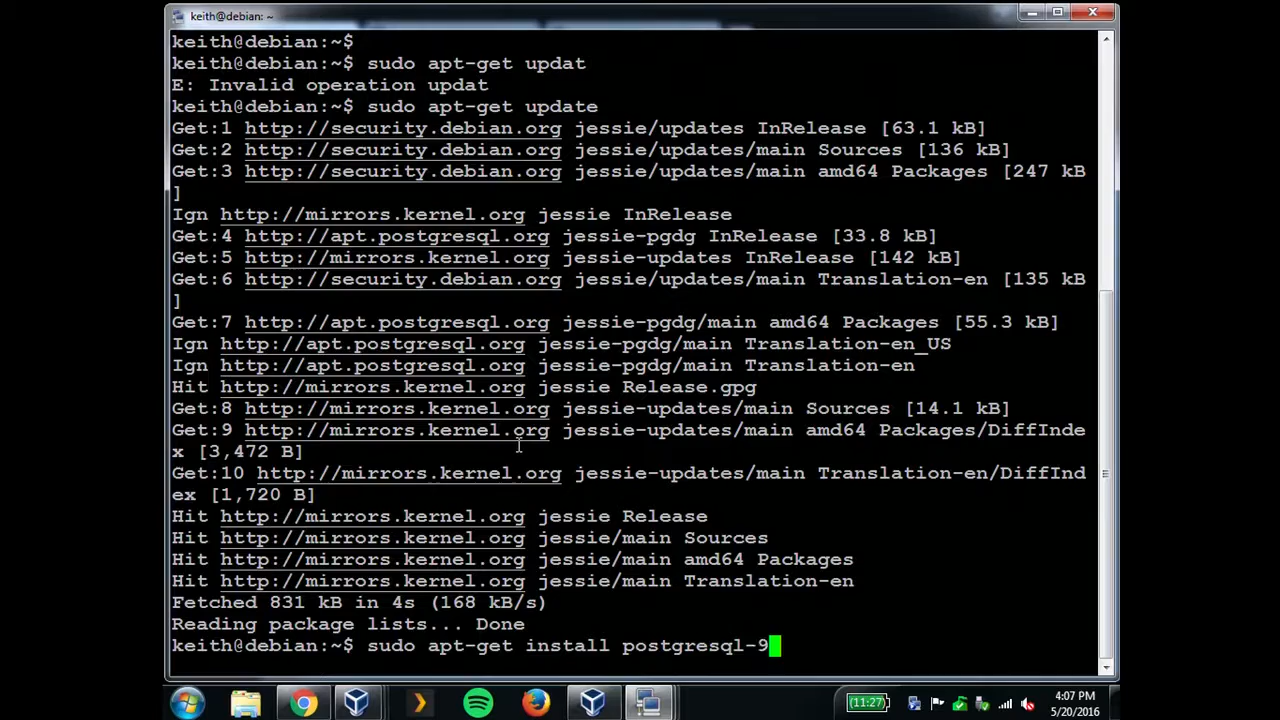 keith@debian: ~
keith@debian:~$
keith@debian:~$ sudo apt-get updat
E: Invalid operation updat
keith@debian:~$ sudo apt-get update
Get:1 http://security.debian.org jessie/updates InRelease [63.1 kB]
Get:2 http://security.debian.org jessie/updates/main Sources [136 kB]
Get:3 http://security.debian.org jessie/updates/main amd64 Packages [247 kB
]
Ign http://mirrors.kernel.org jessie InRelease
Get:4 http://apt.postgresql.org jessie-pgdg InRelease [33.8 kB]
Get:5 http://mirrors.kernel.org jessie-updates InRelease [142 kB]
Get:6 http://security.debian.org jessie/updates/main Translation-en [135 kB
]
Get:7 http://apt.postgresql.org jessie-pgdg/main amd64 Packages [55.3 kB]
Ign http://apt.postgresql.org jessie-pgdg/main Translation-en_US
Ign http://apt.postgresql.org jessie-pgdg/main Translation-en
Hit http://mirrors.kernel.org jessie Release.gpg
Get:8 http://mirrors.kernel.org jessie-updates/main Sources [14.1 kB]
Get:9 http://mirrors.kernel.org jessie-updates/main amd64 Packages/DiffInde
x [3,472 B]
Get:10 http://mirrors.kernel.org jessie-updates/main Translation-en/DiffInd
ex [1,720 B]
Hit http://mirrors.kernel.org jessie Release
Hit http://mirrors.kernel.org jessie/main Sources
Hit http://mirrors.kernel.org jessie/main amd64 Packages
Hit http://mirrors.kernel.org jessie/main Translation-en
Fetched 831 kB in 4s (168 kB/s)
Reading package lists... Done
keith@debian:~$ sudo apt-get install postgresql-9
11:27
4:07 PM
5/20/2016